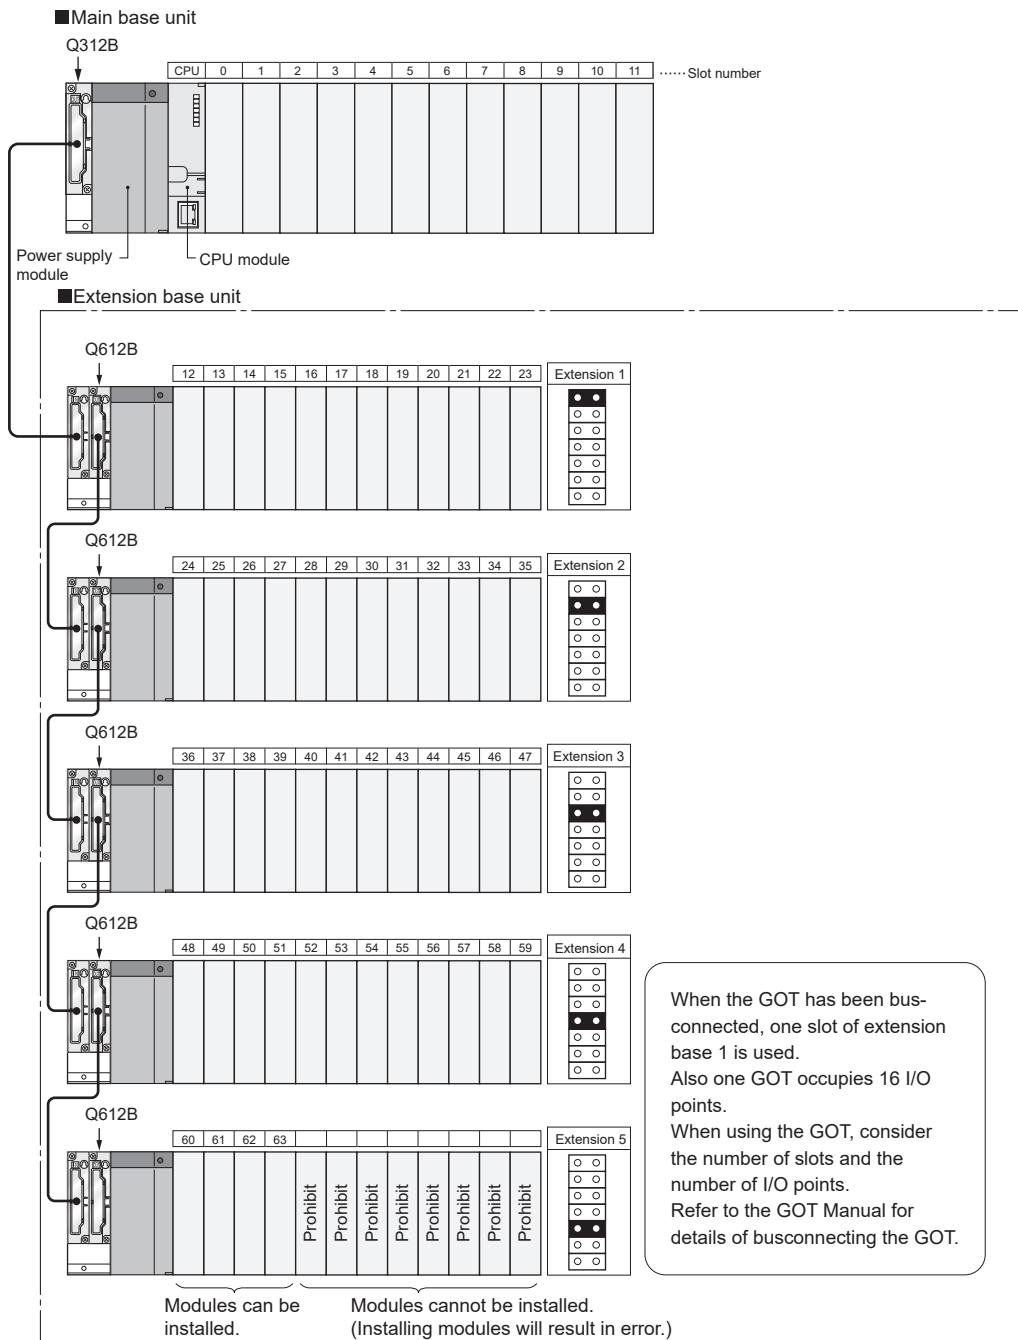 ■Main base unit
Q312B
CPU 0 1 2 3 4 5 6 7 8 9 10 11 ······Slot number
Power supply
module
CPU module
■Extension base unit
Q612B
12 13 14 15 16 17 18 19 20 21 22 23 Extension 1
Q612B
24 25 26 27 28 29 30 31 32 33 34 35 Extension 2
Q612B
36 37 38 39 40 41 42 43 44 45 46 47 Extension 3
Q612B
48 49 50 51 52 53 54 55 56 57 58 59 Extension 4
Q612B
60 61 62 63 Extension 5
Prohibit Prohibit Prohibit Prohibit Prohibit Prohibit Prohibit Prohibit
Modules can be
installed.
Modules cannot be installed.
(Installing modules will result in error.)
When the GOT has been bus-
connected, one slot of extension
base 1 is used.
Also one GOT occupies 16 I/O
points.
When using the GOT, consider
the number of slots and the
number of I/O points.
Refer to the GOT Manual for
details of busconnecting the GOT.